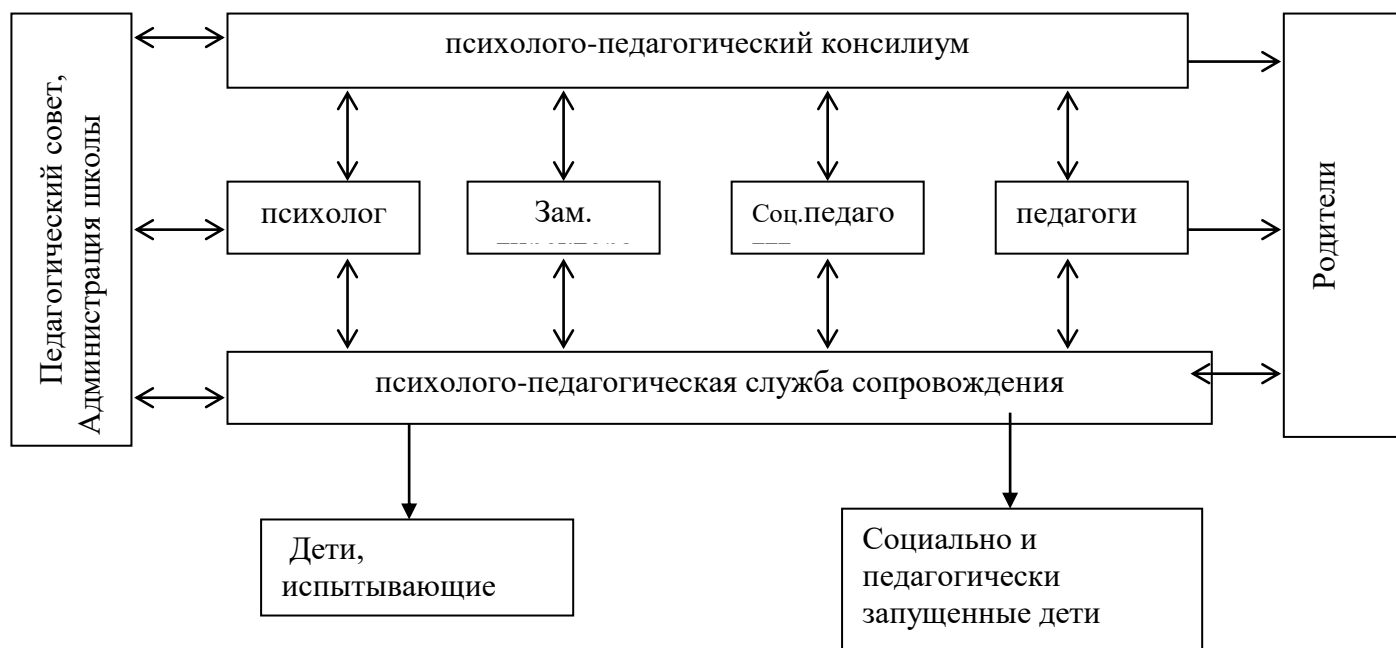 Педагогический совет,
Администрация школы
психолого-педагогический консилиум
Родители
психолог
Зам.
Соц.педаго
педагоги
психолого-педагогическая служба сопровождения
Дети,
испытывающие
Социально и
педагогически
запущенные дети